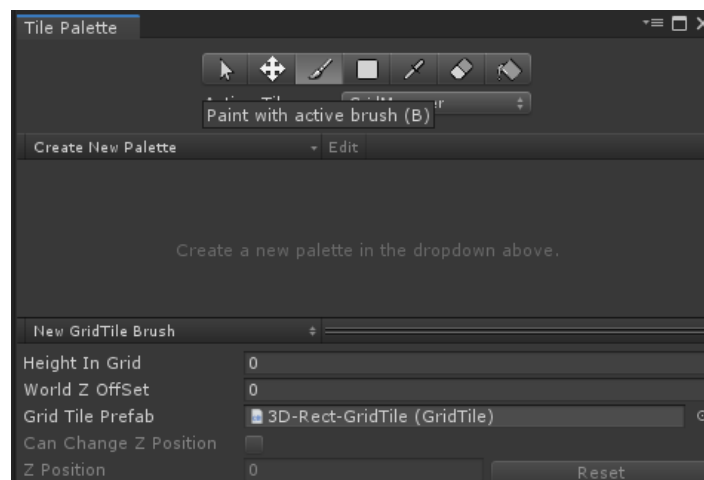 Tile Palette
Paint with active brush (B)
Create New Palette
Edit
Create a new palette in the dropdown above.
New GridTile Brush
Height In Grid
0
World Z OffSet
0
Grid Tile Prefab
3D-Rect-GridTile (GridTile)
Can Change Z Position
Z Position
0
Reset